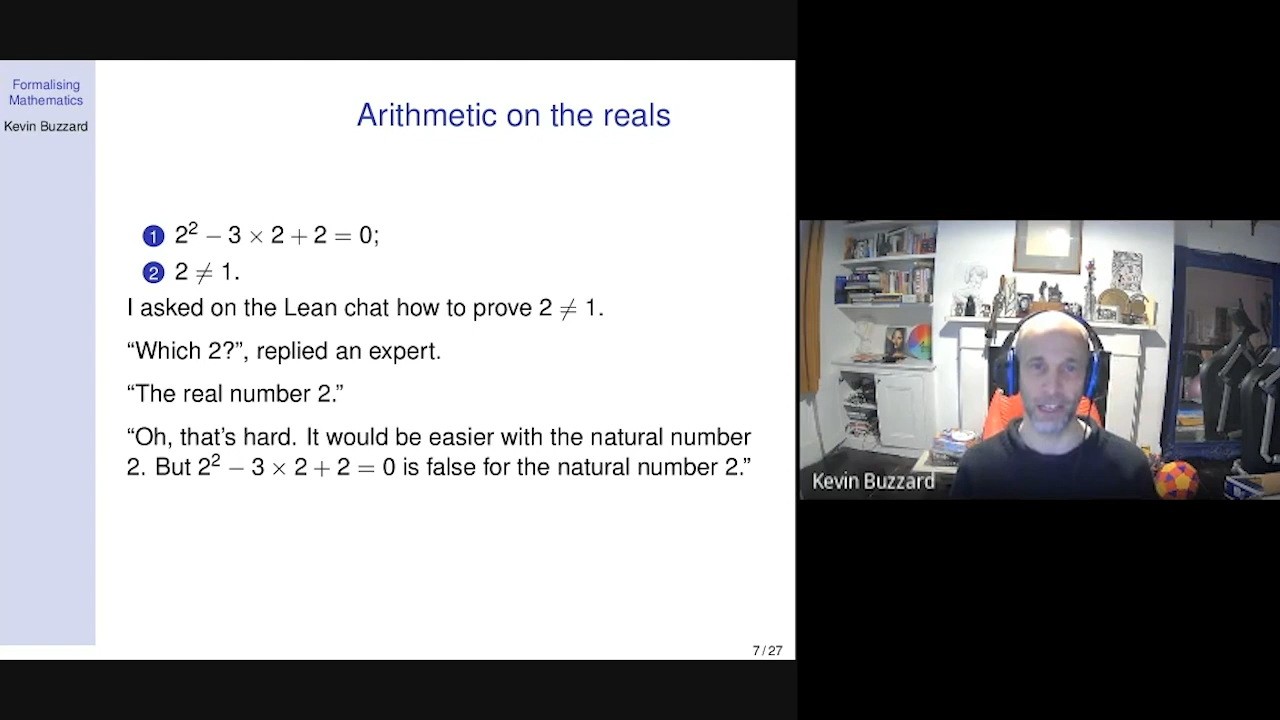 Formalising
Mathematics
Kevin Buzzard
Arithmetic on the reals
1 2² − 3 × 2 + 2 = 0;
2 2 ≠ 1.
I asked on the Lean chat how to prove 2 ≠ 1.
“Which 2?”, replied an expert.
“The real number 2.”
“Oh, that’s hard. It would be easier with the natural number
2. But 2² − 3 × 2 + 2 = 0 is false for the natural number 2.”
7 / 27
Kevin Buzzard